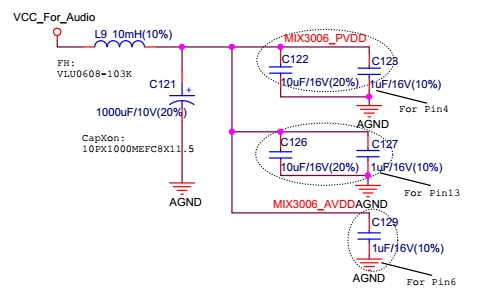 VCC_For_Audio
L9 10mH(10%)
FH:
VLU0608-103K
C121
+
1000uF/10V(20%)
CapXon:
10PX1000MEFC8X11.5
AGND
MIX3006_PVDD
C122
10uF/16V(20%)
C123
1uF/16V(10%)
For Pin4
AGND
C126
10uF/16V(20%)
C127
1uF/16V(10%)
For Pin13
AGND
MIX3006_AVDD
C129
1uF/16V(10%)
AGND
For Pin6